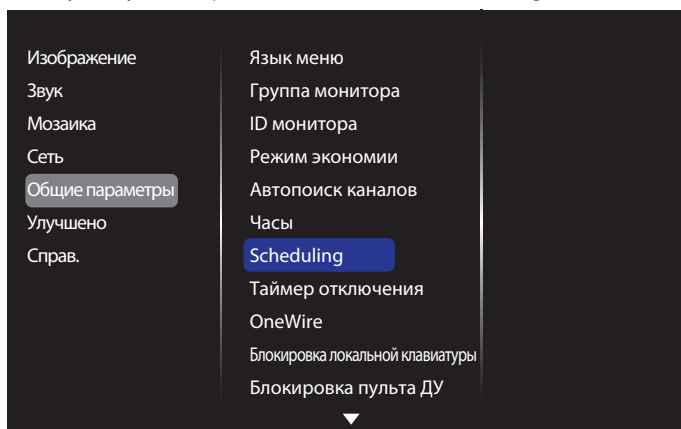 Изображение
Звук
Мозаика
Сеть
Общие параметры
Улучшено
Справ.
Язык меню
Группа монитора
ID монитора
Режим экономии
Автопоиск каналов
Часы
Scheduling
Таймер отключения
OneWire
Блокировка локальной клавиатуры
Блокировка пульта ДУ